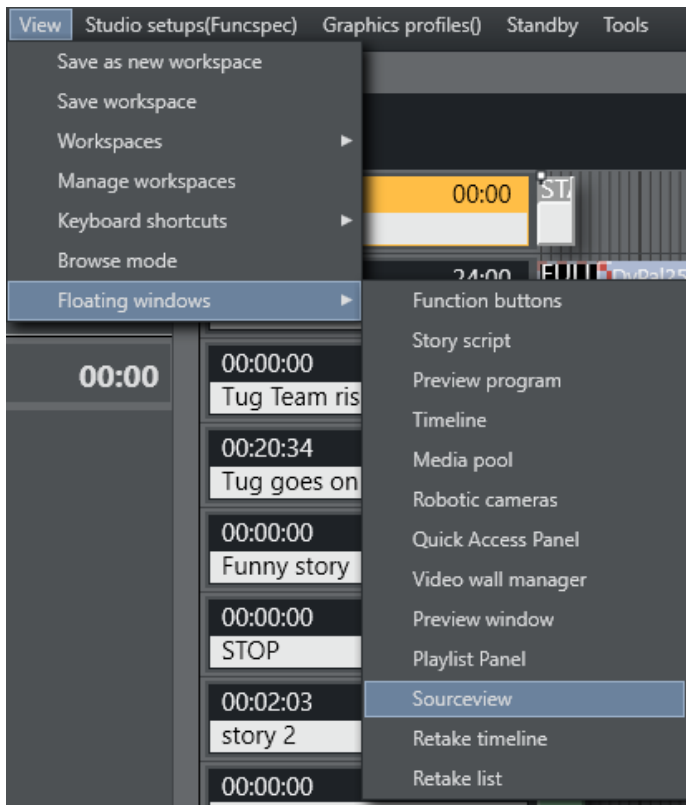 View Studio setups(Funcspec) Graphics profiles() Standby Tools
Save as new workspace
Save workspace
Workspaces
Manage workspaces
Keyboard shortcuts
Browse mode
Floating windows
Function buttons
Story script
Preview program
Timeline
Media pool
Robotic cameras
Quick Access Panel
Video wall manager
Preview window
Playlist Panel
Sourceview
Retake timeline
Retake list
00:00
24:00
00:00
00:00:00
Tug Team ris
00:20:34
Tug goes on
00:00:00
Funny story
00:00:00
STOP
00:02:03
story 2
00:00:00